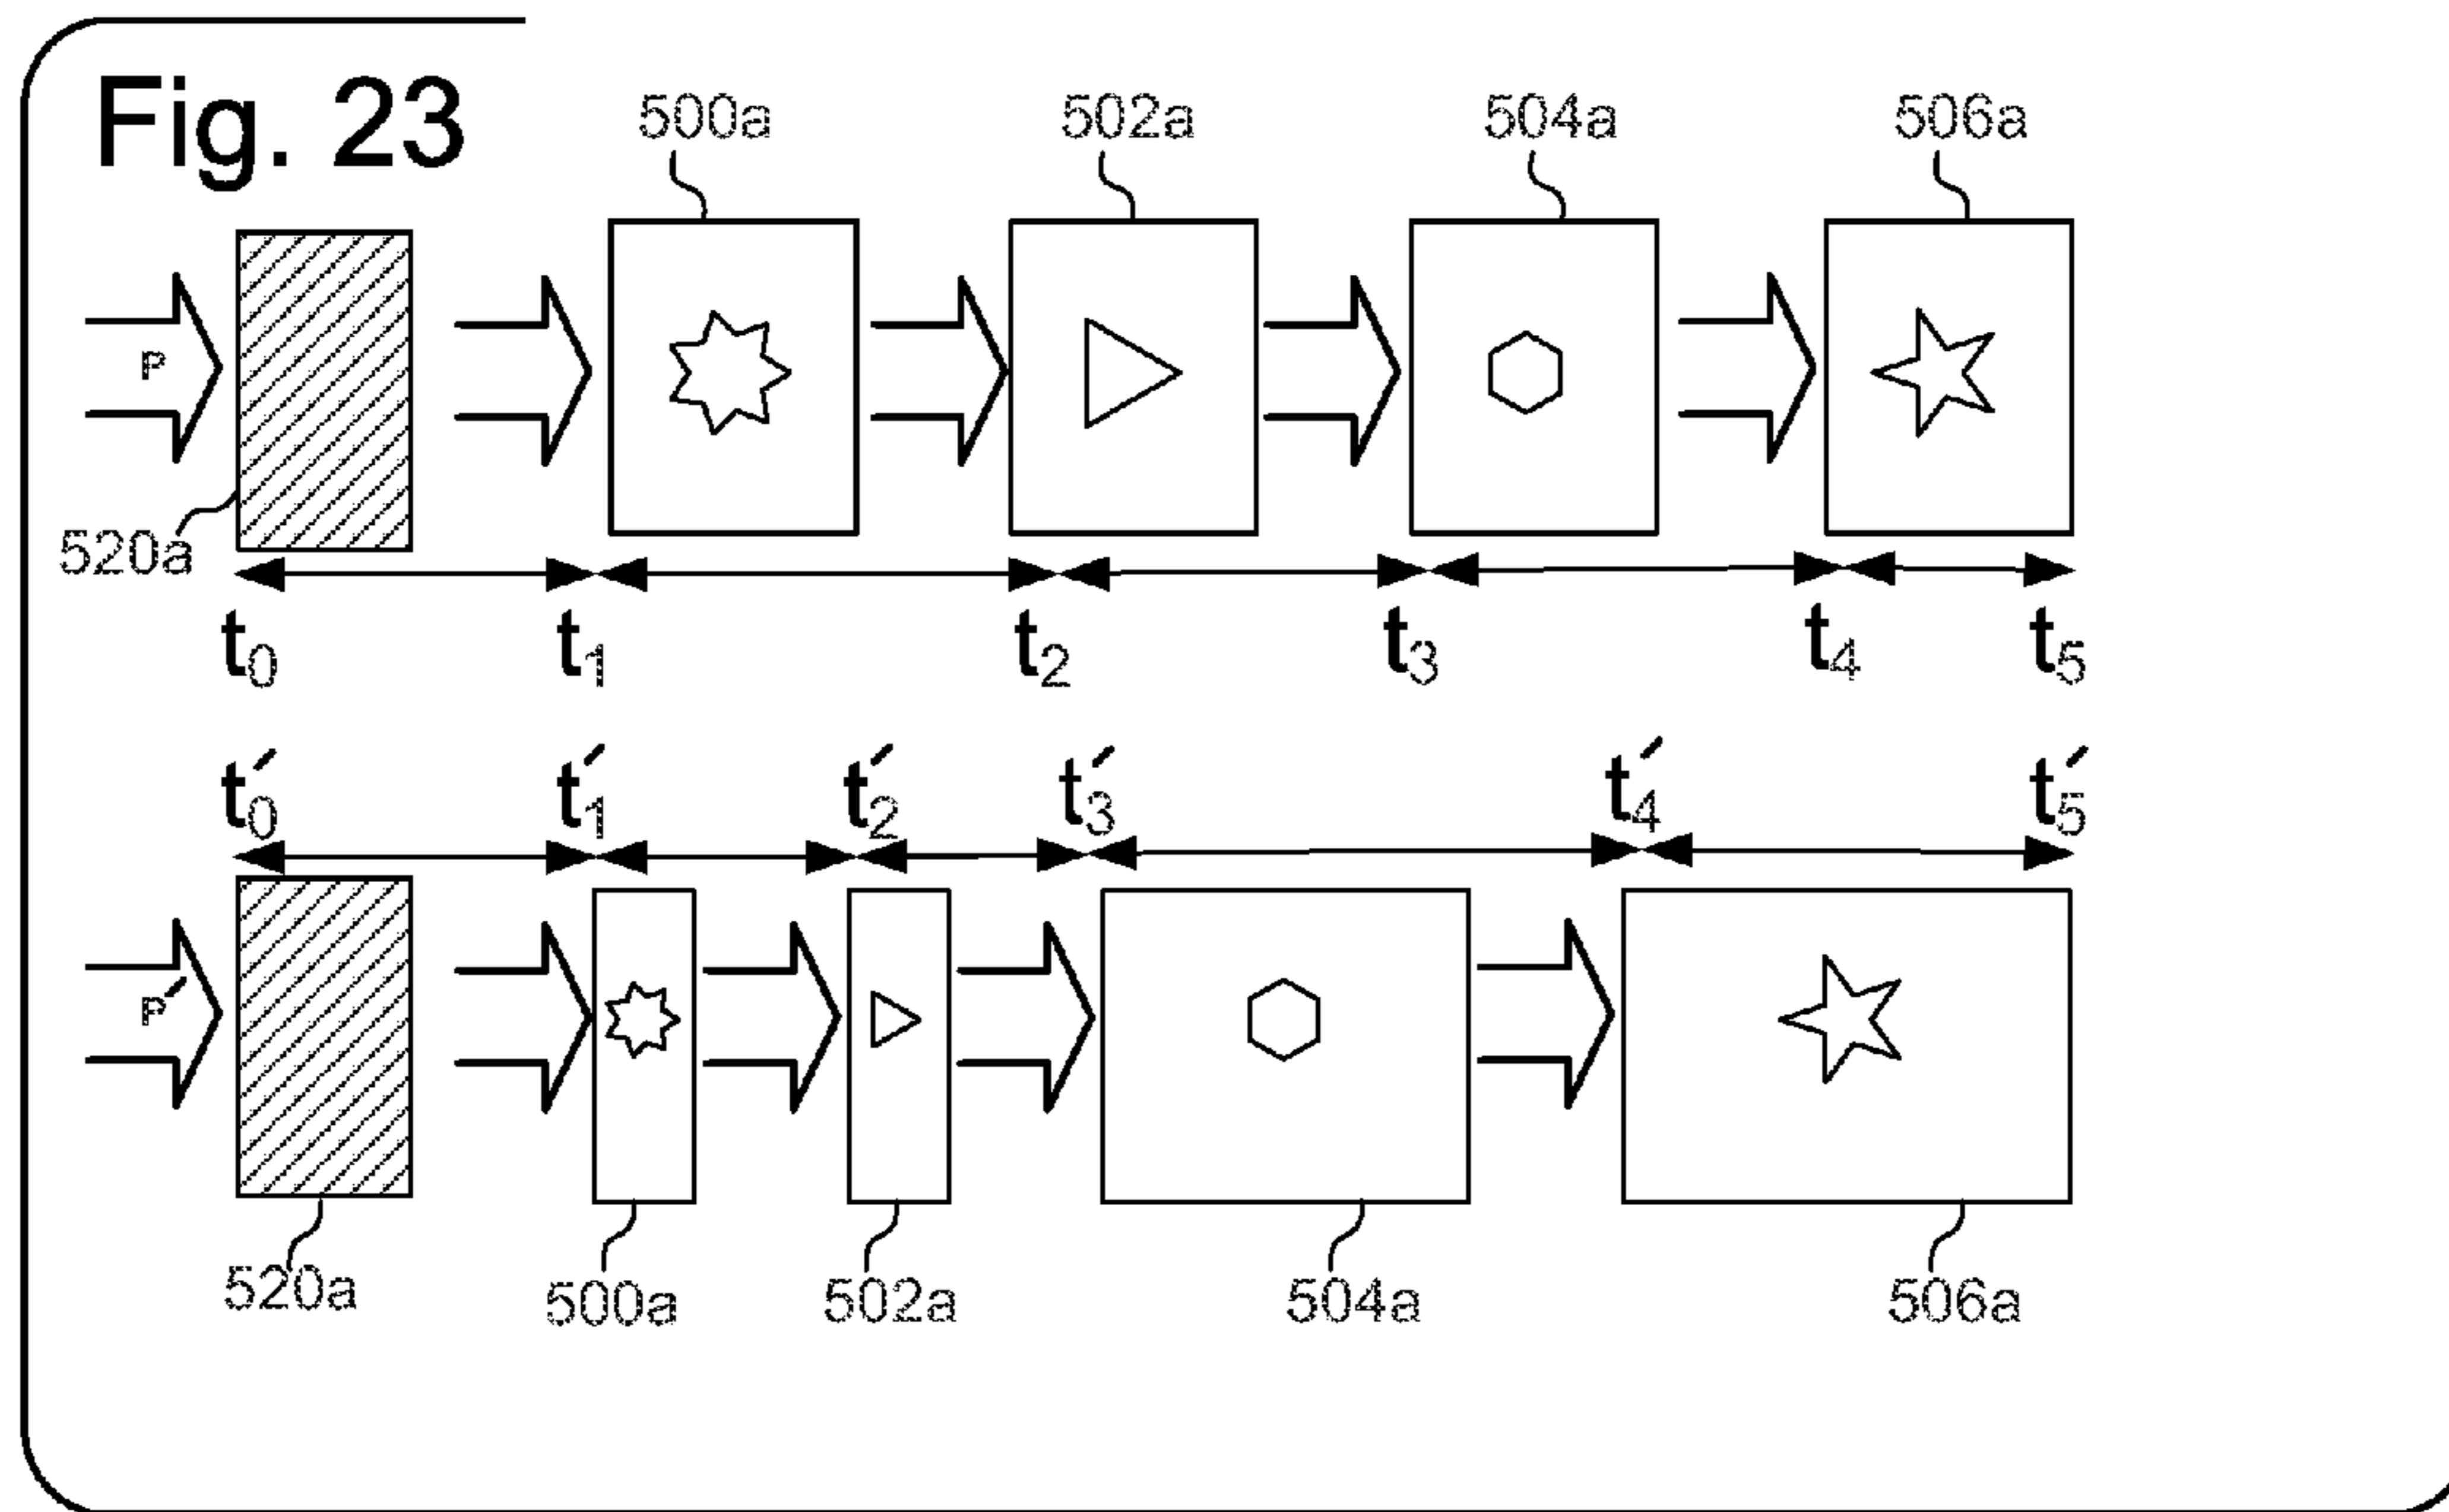 Fig. 23
500a 502a 504a 506a
P
520a
t₀ t₁ t₂ t₃ t₄ t₅
t′₀ t′₁ t′₂ t′₃ t′₄ t′₅
P′
520a 500a 502a 504a 506a